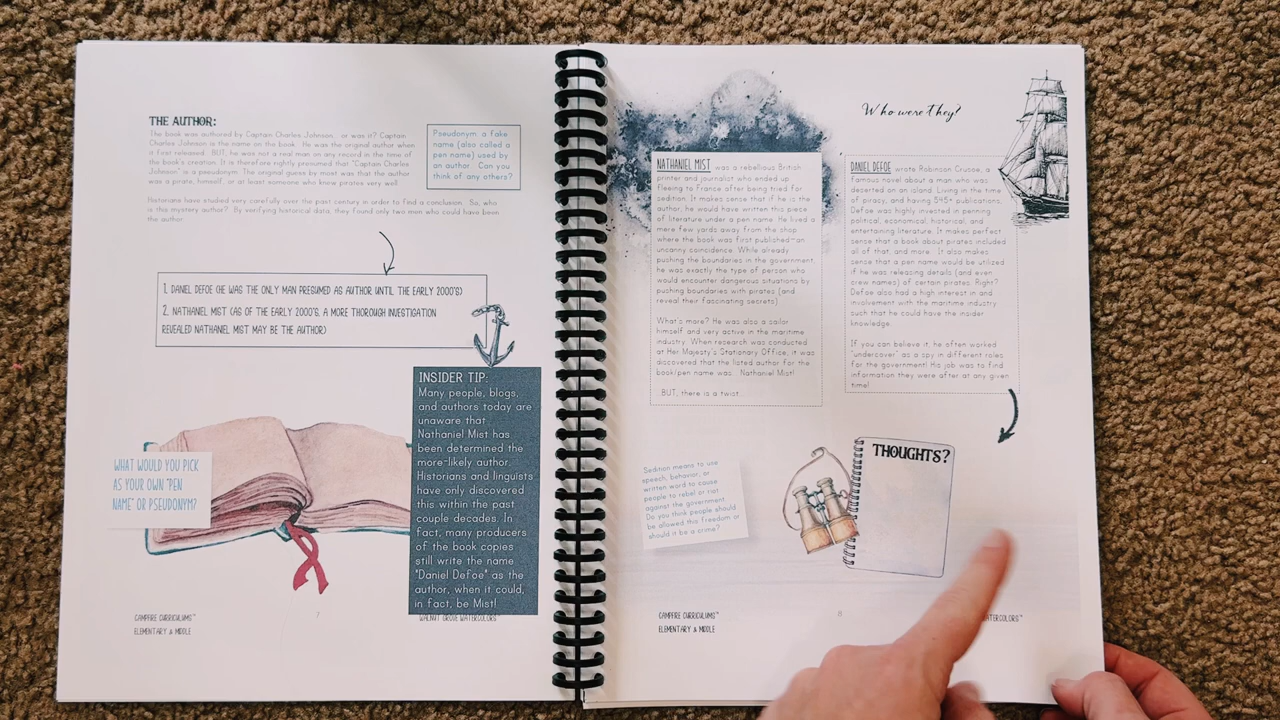 THE AUTHOR:
The book was authored by Captain Charles Johnson... or was it? Captain
Charles Johnson is the name on the book. He was the original author when
it first released. BUT, he was not a real man on any record in the time of
the book's creation. It is therefore rightly presumed that "Captain Charles
Johnson" is a pseudonym. The original guess by most was that the author
was a pirate, himself... or at least someone who knew pirates very well.
Historians have studied very carefully over the past century in order to find a conclusion. So, who
is this mystery author? By verifying historical data, they found only two men who could have been
the author.
Pseudonym: a fake
name (also called a
pen name) used by
an author. Can you
think of any others?
1. DANIEL DEFOE (HE WAS THE ONLY MAN PRESUMED AS AUTHOR UNTIL THE EARLY 2000'S)
2. NATHANIEL MIST (AS OF THE EARLY 2000'S, A MORE THOROUGH INVESTIGATION
REVEALED NATHANIEL MIST MAY BE THE AUTHOR)
INSIDER TIP:
Many people, blogs,
and authors today are
unaware that
Nathaniel Mist has
been determined the
more-likely author.
Historians and linguists
have only discovered
this within the past
couple decades. In
fact, many producers
of the book copies
still write the name
"Daniel DeFoe" as the
author, when it could,
in fact, be Mist!
WHAT WOULD YOU PICK
AS YOUR OWN "PEN
NAME" OR PSEUDONYM?
CAMPFIRE CURRICULUMS™
ELEMENTARY & MIDDLE
7
WALNUT GROVE WATERCOLORS™
Who were they?
NATHANIEL MIST was a rebellious British
printer and journalist who ended up
fleeing to France after being tried for
sedition. It makes sense that if he is the
author, he would have written this piece
of literature under a pen name. He lived a
mere few yards away from the shop
where the book was first published-an
uncanny coincidence. While already
pushing the boundaries in the government,
he was exactly the type of person who
would encounter dangerous situations by
pushing boundaries with pirates (and
reveal their fascinating secrets).
What's more? He was also a sailor
himself and very active in the maritime
industry. When research was conducted
at Her Majesty's Stationary Office, it was
discovered that the listed author for the
book/pen name was... Nathaniel Mist!
...BUT, there is a twist...
DANIEL DEFOE wrote Robinson Crusoe, a
famous novel about a man who was
deserted on an island. Living in the time
of piracy, and having 545+ publications,
Defoe was highly invested in penning
political, economical, historical, and
entertaining literature. It makes perfect
sense that a book about pirates included
all of that, and more. It also makes
sense that a pen name would be utilized
if he was releasing details (and even
crew names) of certain pirates. Right?
Defoe also had a high interest in and
involvement with the maritime industry
such that he could have the insider
knowledge.
If you can believe it, he often worked
"undercover" as a spy in different roles
for the government! His job was to find
information they were after at any given
time!
Sedition means to use
speech, behavior, or
written word to cause
people to rebel or riot
against the government.
Do you think people should
be allowed this freedom or
should it be a crime?
THOUGHTS?
CAMPFIRE CURRICULUMS™
ELEMENTARY & MIDDLE
8
WATERCOLORS™